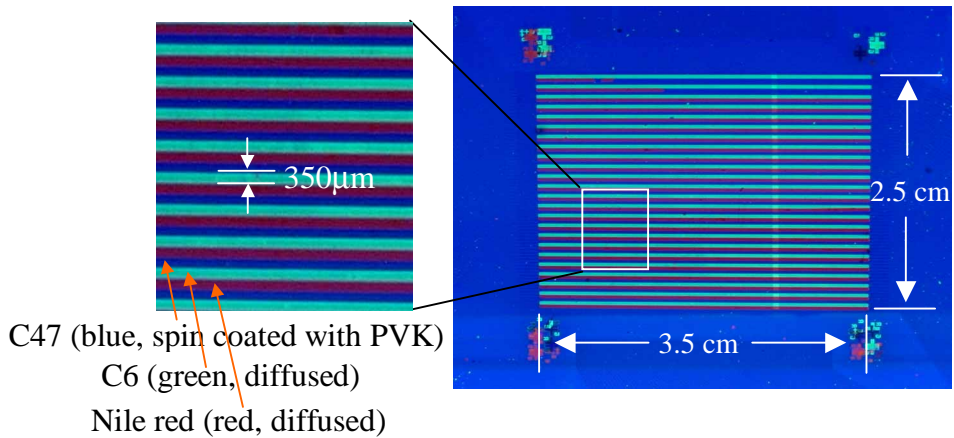 350μm
2.5 cm
3.5 cm
C47 (blue, spin coated with PVK)
C6 (green, diffused)
Nile red (red, diffused)